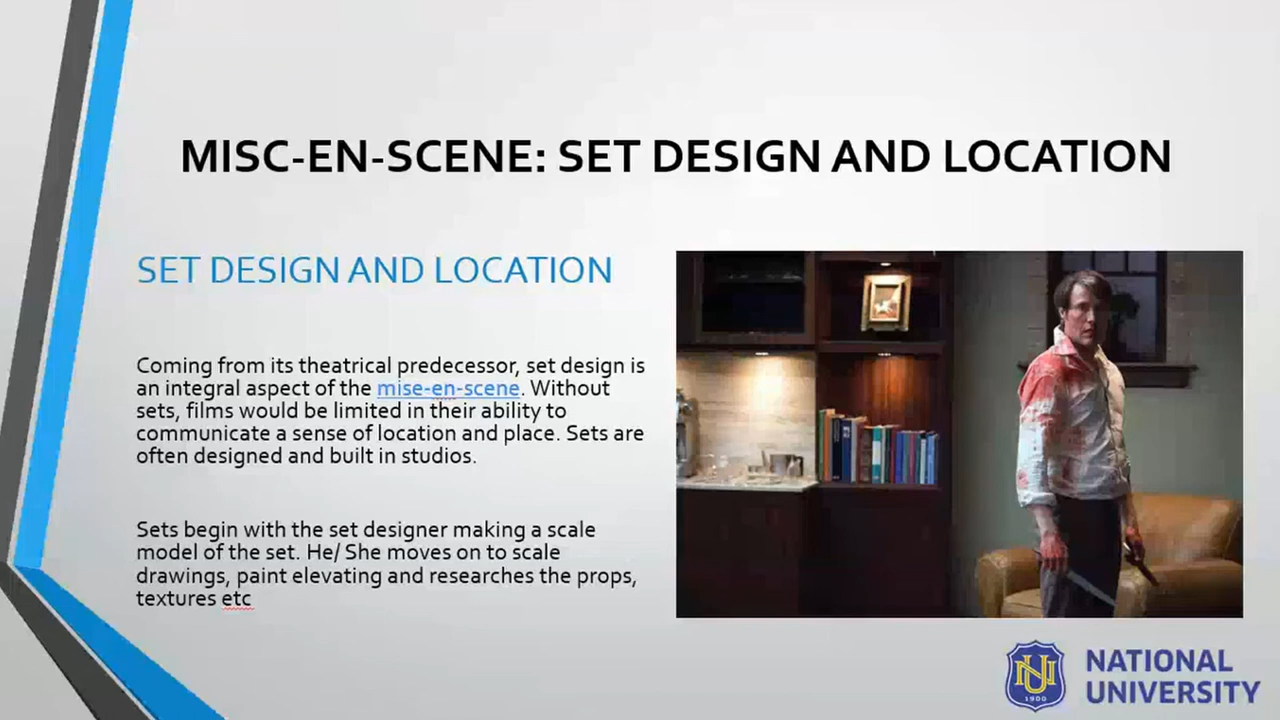 MISC-EN-SCENE: SET DESIGN AND LOCATION
SET DESIGN AND LOCATION
Coming from its theatrical predecessor, set design is
an integral aspect of the mise-en-scene. Without
sets, films would be limited in their ability to
communicate a sense of location and place. Sets are
often designed and built in studios.
Sets begin with the set designer making a scale
model of the set. He/ She moves on to scale
drawings, paint elevating and researches the props,
textures etc
NU
1900
NATIONAL
UNIVERSITY